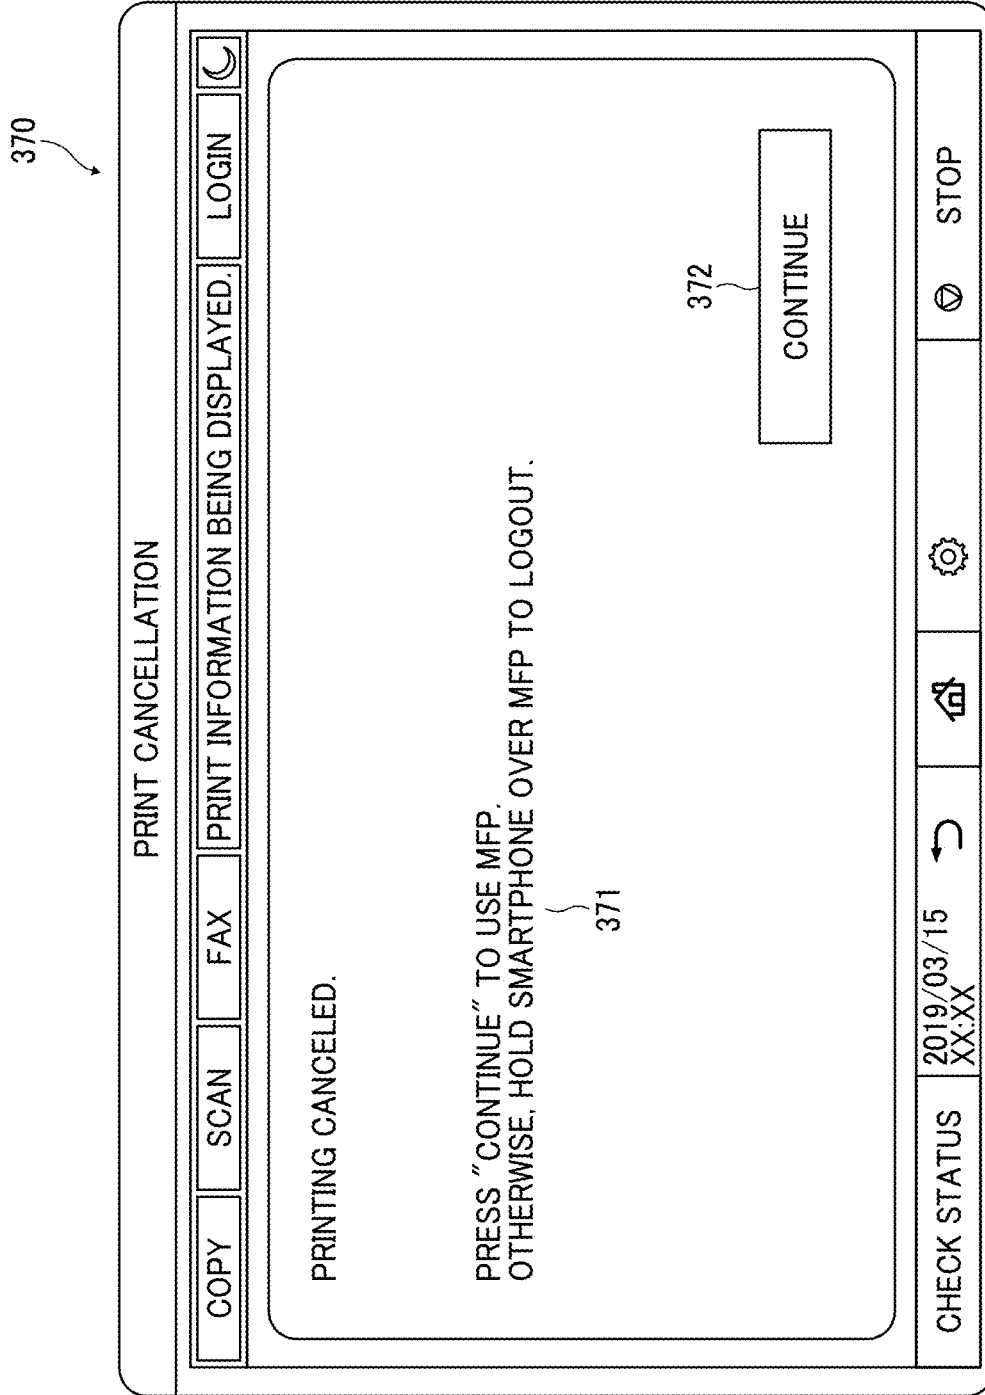 370
PRINT CANCELLATION
COPY
SCAN
FAX
PRINT INFORMATION BEING DISPLAYED.
LOGIN
PRINTING CANCELED.
PRESS "CONTINUE" TO USE MFP.
OTHERWISE, HOLD SMARTPHONE OVER MFP TO LOGOUT.
371
372
CONTINUE
CHECK STATUS
2019/03/15
XX:XX
STOP